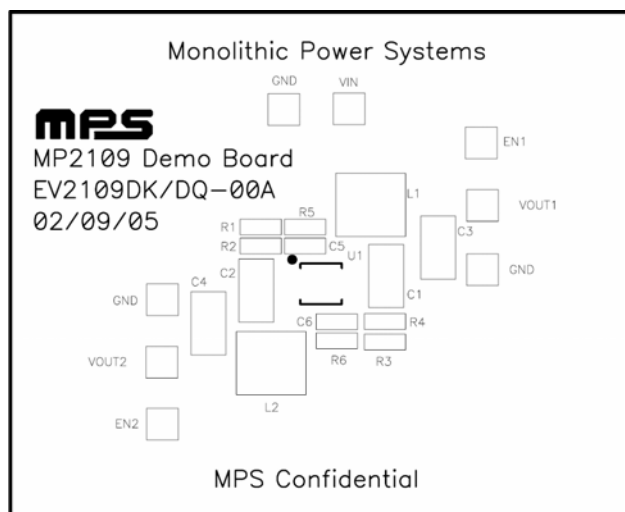 Monolithic Power Systems
GND VIN
mps
MP2109 Demo Board
EV2109DK/DQ-00A
02/09/05
EN1
L1
VOUT1
R1 R5
C3
R2 C5
U1
C2
C4
GND
GND
C1
C6 R4
R6 R3
VOUT2
L2
EN2
MPS Confidential